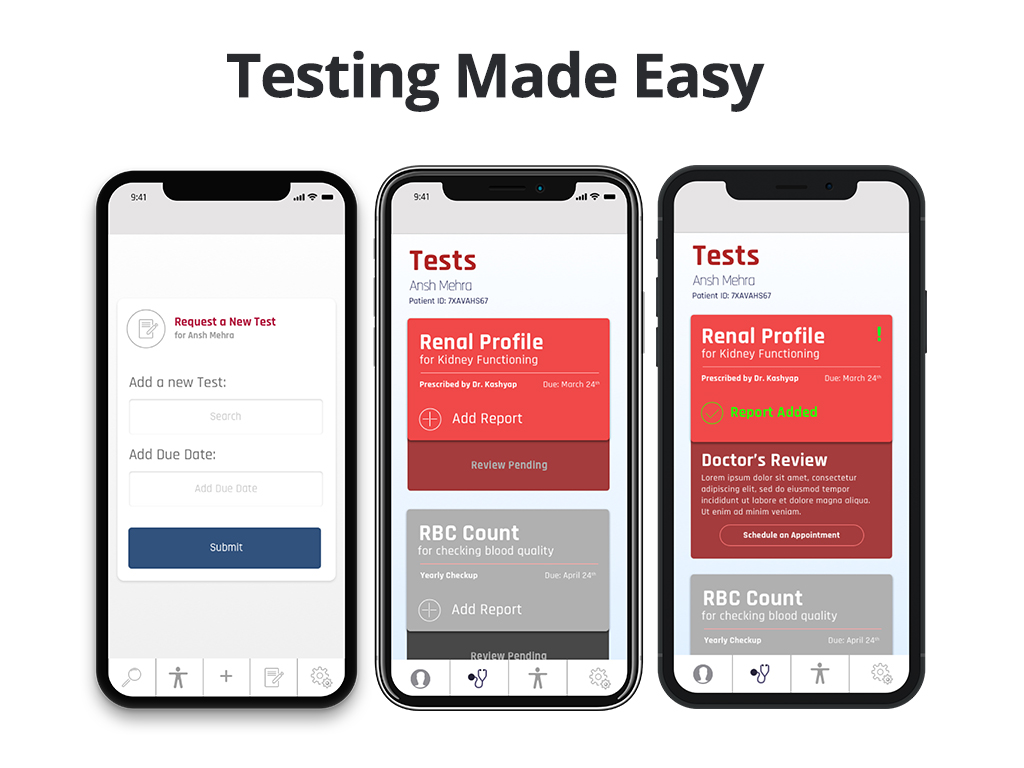 Testing Made Easy
9:41
Request a New Test
for Ansh Mehra
Add a new Test:
Search
Add Due Date:
Add Due Date
Submit
9:41
Tests
Ansh Mehra
Patient ID: 7XAVAHS67
Renal Profile
for Kidney Functioning
Prescribed by Dr. Kashyap Due: March 24th
Add Report
Review Pending
RBC Count
for checking blood quality
Yearly Checkup Due: April 24th
Add Report
Review Pending
Tests
Ansh Mehra
Patient ID: 7XAVAHS67
Renal Profile !
for Kidney Functioning
Prescribed by Dr. Kashyap Due: March 24th
Report Added
Doctor's Review
Lorem ipsum dolor sit amet, consectetur
adipiscing elit, sed do eiusmod tempor
incididunt ut labore et dolore magna aliqua.
Ut enim ad minim veniam.
Schedule an Appointment
RBC Count
for checking blood quality
Yearly Checkup Due: April 24th